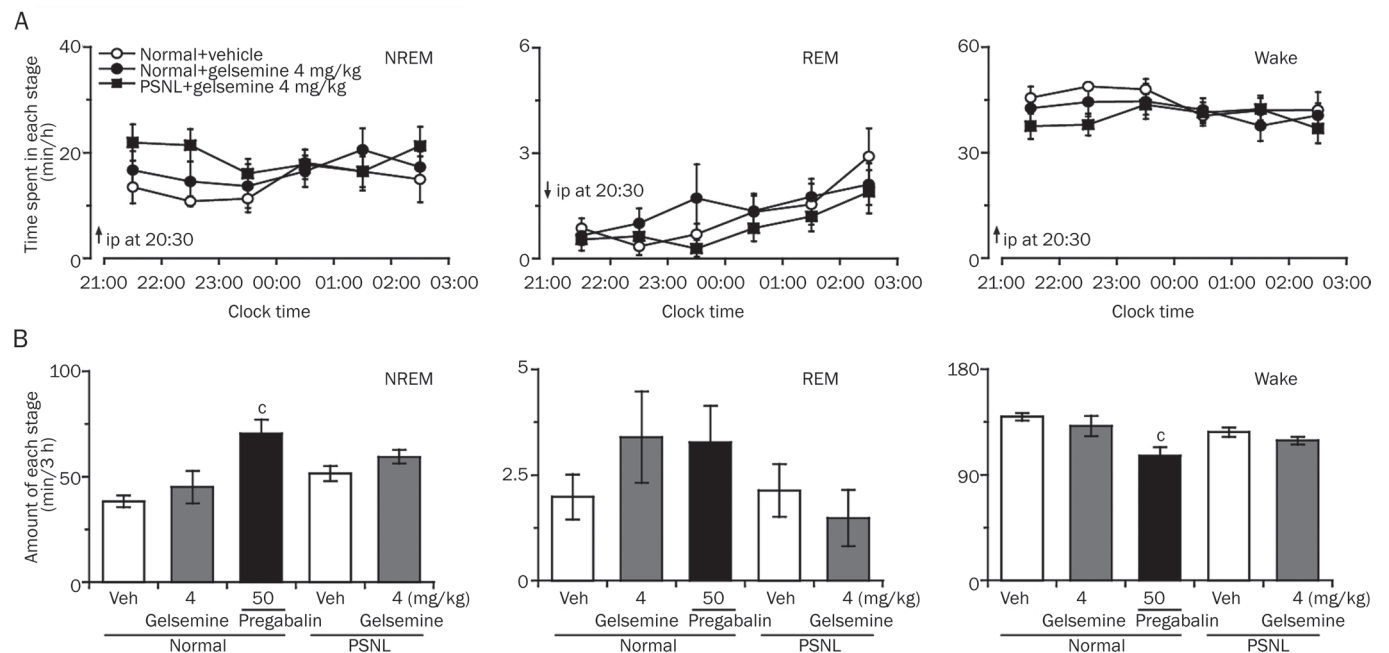 A
Normal+vehicle
Normal+gelsemine 4 mg/kg
PSNL+gelsemine 4 mg/kg
NREM
Time spent in each stage
(min/h)
40
20
0
ip at 20:30
21:00 22:00 23:00 00:00 01:00 02:00 03:00
Clock time
REM
6
3
0
ip at 20:30
21:00 22:00 23:00 00:00 01:00 02:00 03:00
Clock time
Wake
60
30
0
ip at 20:30
21:00 22:00 23:00 00:00 01:00 02:00 03:00
Clock time
B
NREM
Amount of each stage
(min/3 h)
100
50
0
c
Veh 4 50 Veh 4 (mg/kg)
Gelsemine Pregabalin Gelsemine
Normal PSNL
REM
5
2.5
0
Veh 4 50 Veh 4 (mg/kg)
Gelsemine Pregabalin Gelsemine
Normal PSNL
Wake
180
90
0
c
Veh 4 50 Veh 4 (mg/kg)
Gelsemine Pregabalin Gelsemine
Normal PSNL